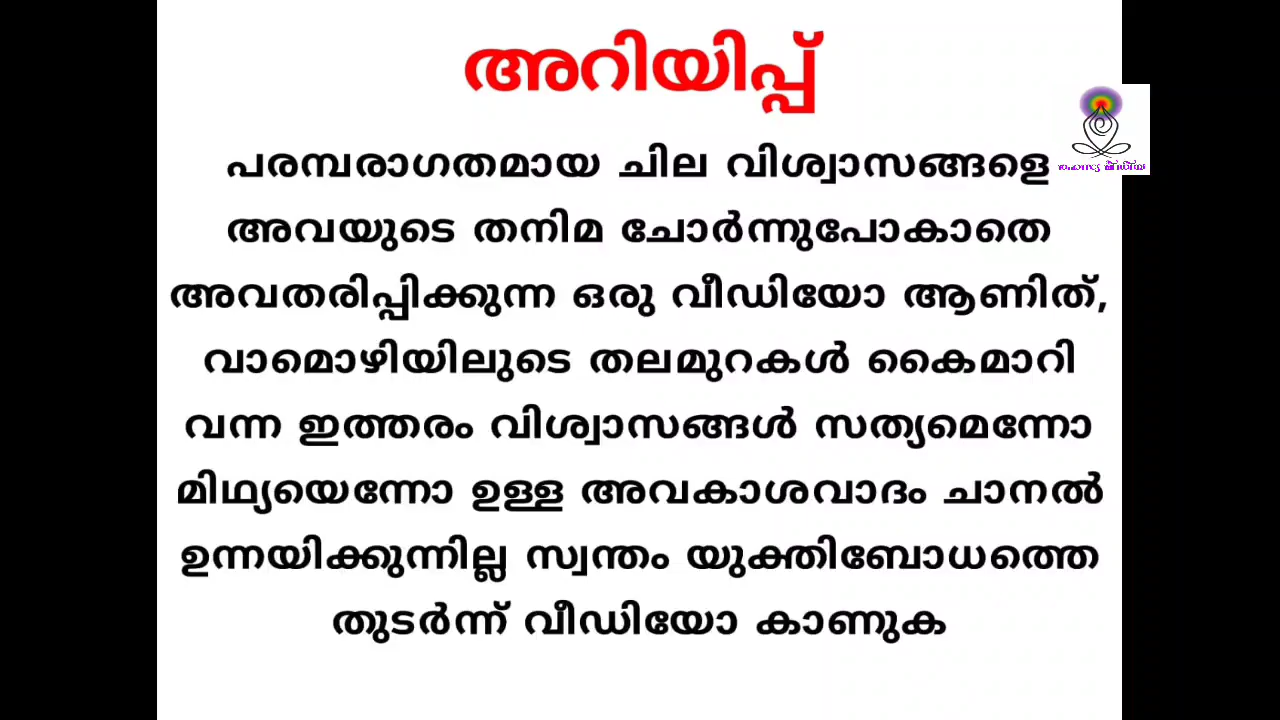 അറിയിപ്പ്
പരമ്പരാഗതമായ ചില വിശ്വാസങ്ങളെ
അവയുടെ തനിമ ചോർന്നുപോകാതെ
അവതരിപ്പിക്കുന്ന ഒരു വീഡിയോ ആണിത്,
വാമൊഴിയിലുടെ തലമുറകൾ കൈമാറി
വന്ന ഇത്തരം വിശ്വാസങ്ങൾ സത്യമെന്നോ
മിഥ്യയെന്നോ ഉള്ള അവകാശവാദം ചാനൽ
ഉന്നയിക്കുന്നില്ല സ്വന്തം യുക്തിബോധത്തെ
തുടർന്ന് വീഡിയോ കാണുക